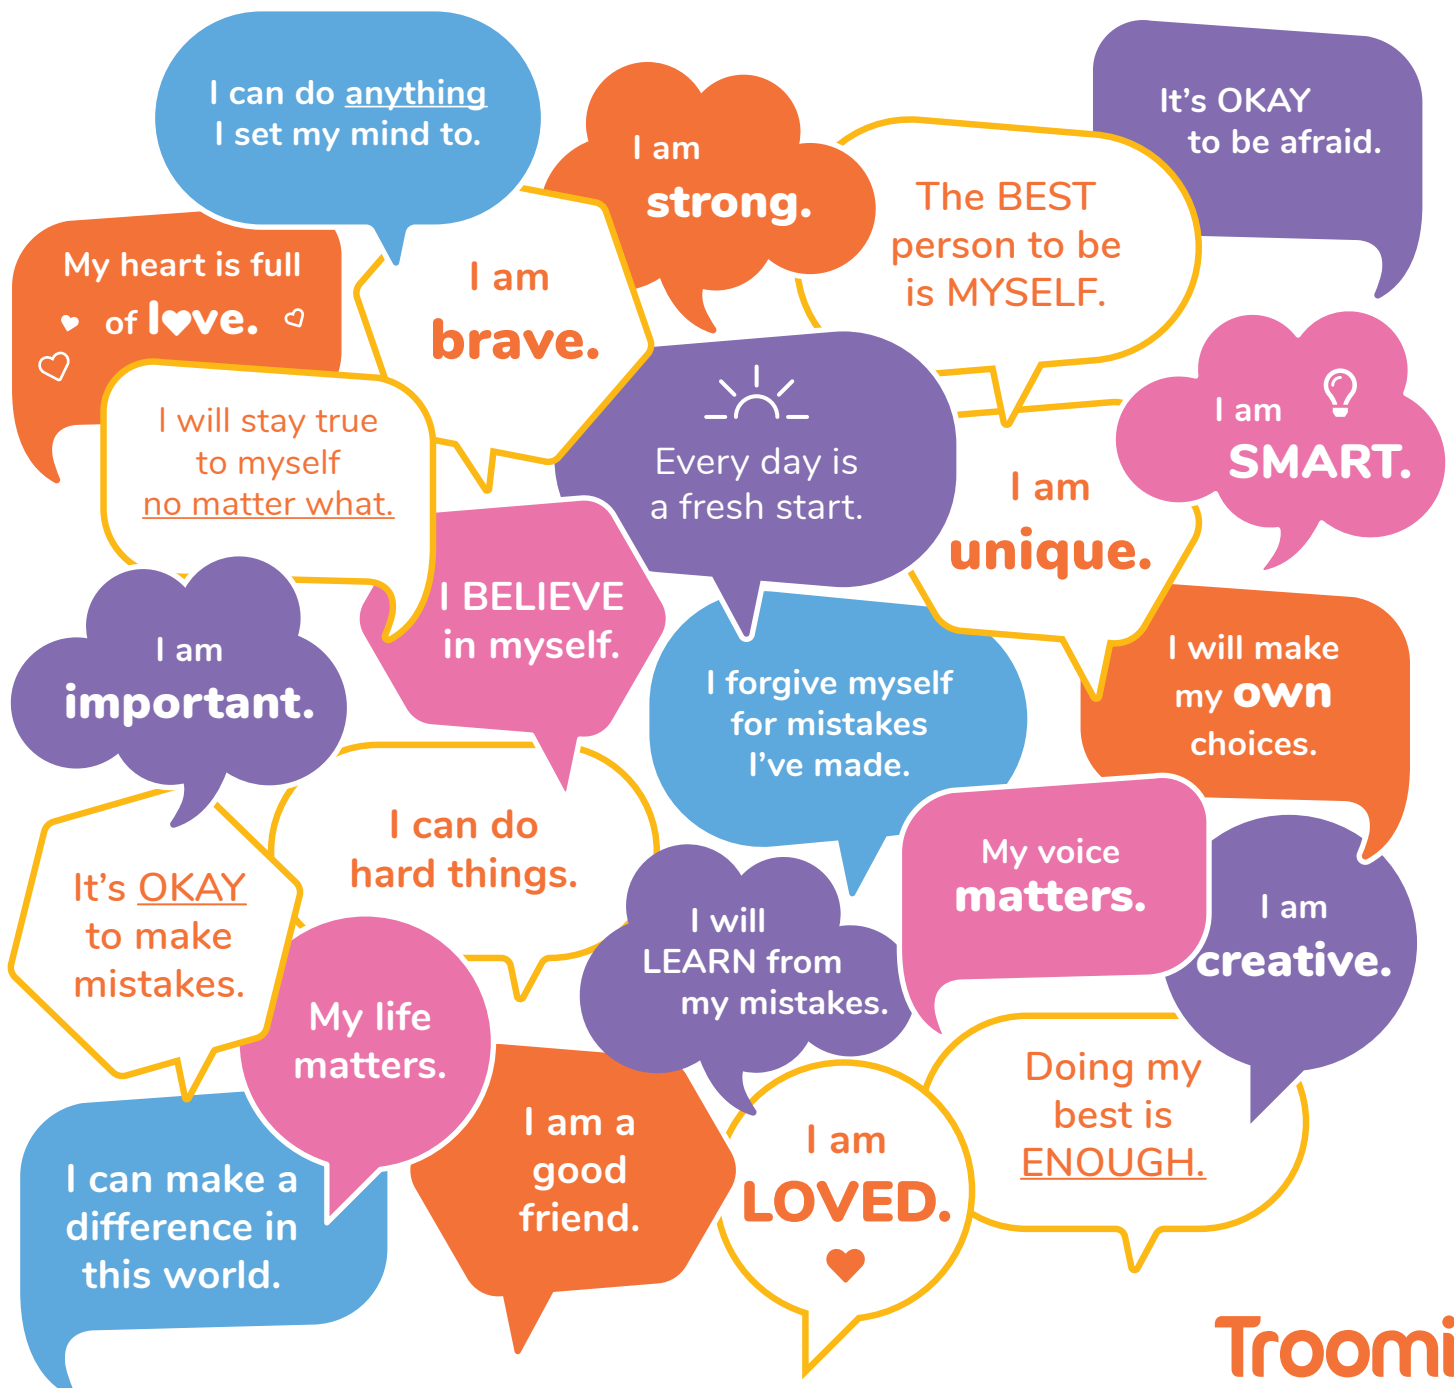 I can do anything
I set my mind to.
I am
strong.
It's OKAY
to be afraid.
The BEST
person to be
is MYSELF.
My heart is full
of love.
I am
brave.
I will stay true
to myself
no matter what.
Every day is
a fresh start.
I am
SMART.
I am
unique.
I BELIEVE
in myself.
I am
important.
I forgive myself
for mistakes
I've made.
I will make
my own
choices.
I can do
hard things.
It's OKAY
to make
mistakes.
My voice
matters.
I am
creative.
I will
LEARN from
my mistakes.
My life
matters.
Doing my
best is
ENOUGH.
I am a
good
friend.
I am
LOVED.
I can make a
difference in
this world.
Troomi